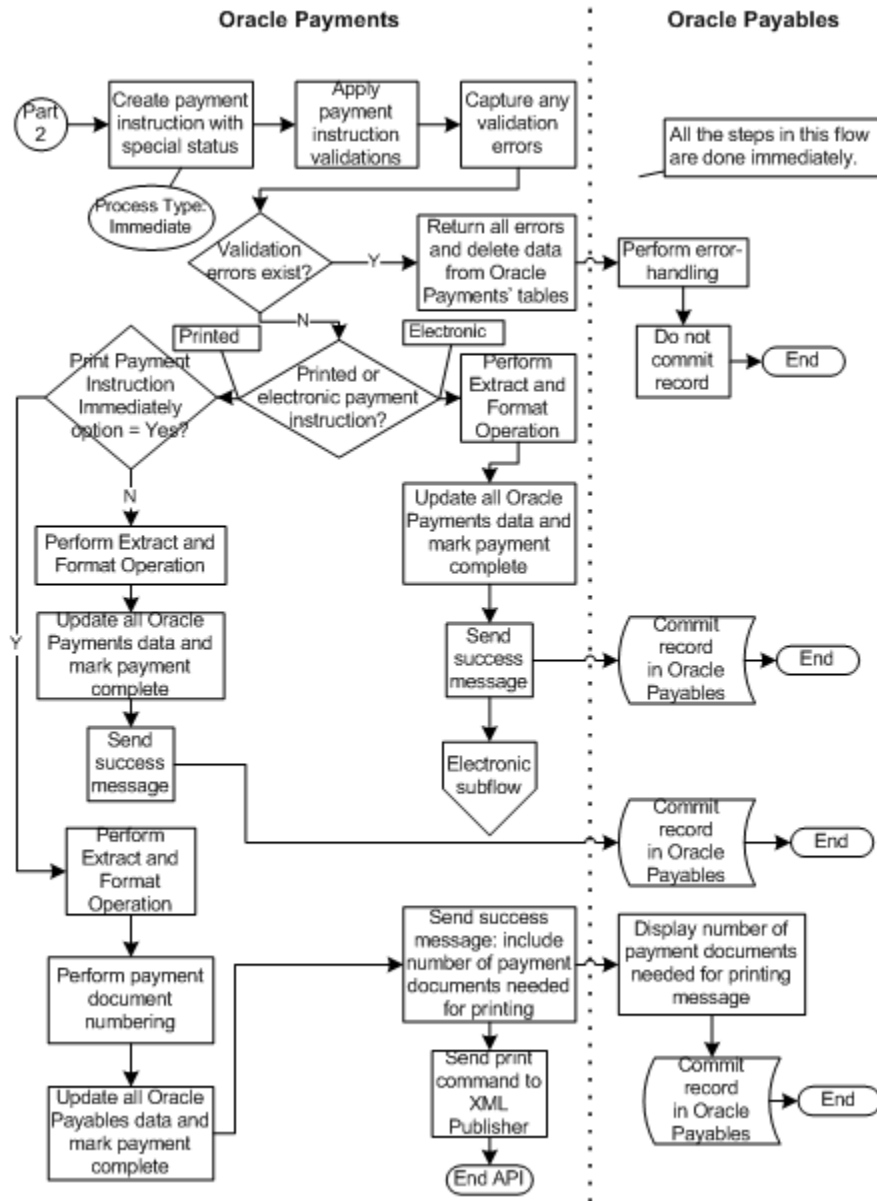 Oracle Payments
Oracle Payables
Part
2
Create payment
instruction with
special status
Apply
payment
instruction
validations
Capture any
validation
errors
All the steps in this flow
are done immediately.
Process Type:
Immediate
Validation
errors exist?
Y
Return all errors
and delete data
from Oracle
Payments' tables
Perform error-
handling
N
Do not
commit
record
End
Printed
Electronic
Print Payment
Instruction
Immediately
option = Yes?
Printed or
electronic payment
instruction?
Perform
Extract and
Format
Operation
N
Update all Oracle
Payments data and
mark payment
complete
Perform Extract and
Format Operation
Y
Update all Oracle
Payments data and
mark payment
complete
Send
success
message
Commit
record
in Oracle
Payables
End
Send
success
message
Electronic
subflow
Commit
record
in Oracle
Payables
End
Perform
Extract and
Format
Operation
Send success
message: include
number of payment
documents needed
for printing
Display number of
payment documents
needed for printing
message
Perform payment
document
numbering
Send print
command to
XML
Publisher
Commit
record
in Oracle
Payables
End
Update all Oracle
Payables data and
mark payment
complete
End API